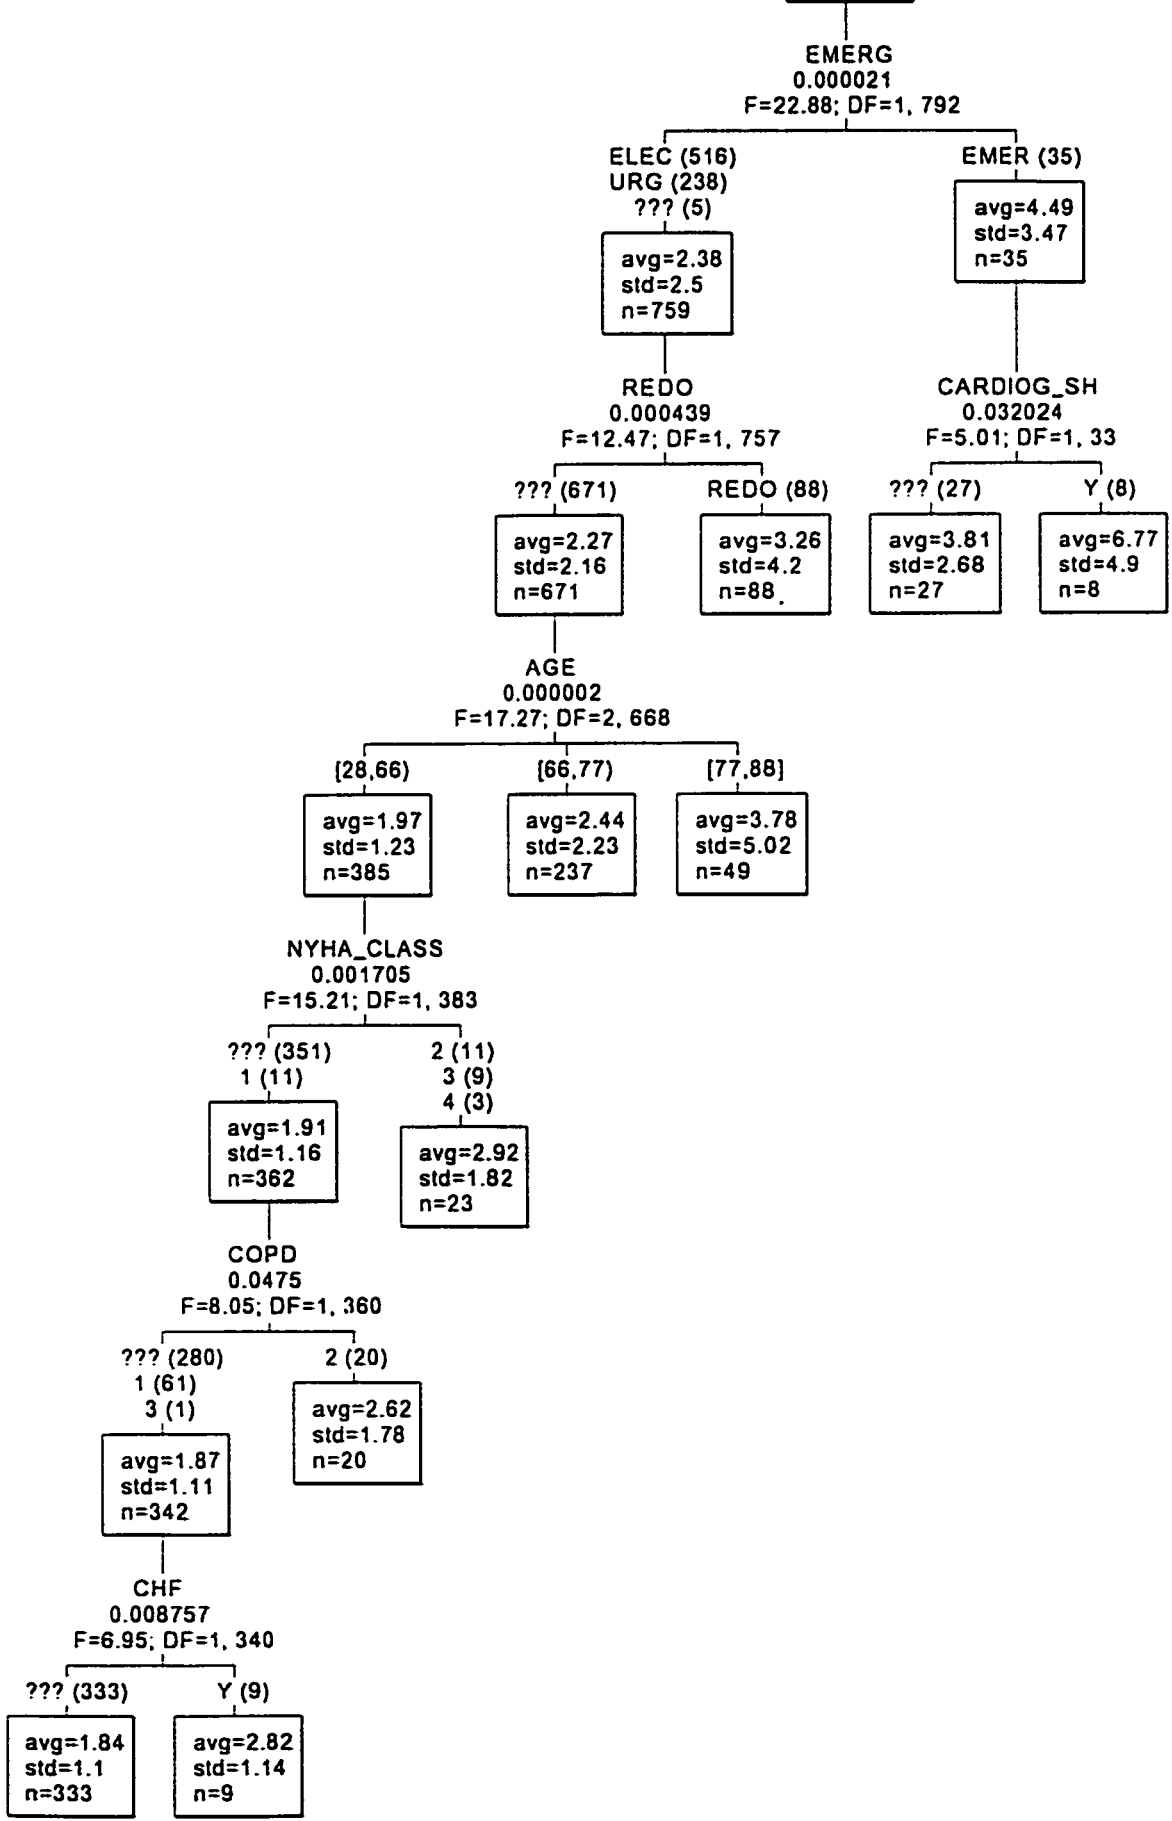 EMERG
0.000021
F=22.88; DF=1, 792
ELEC (516)
URG (238)
??? (5)
avg=2.38
std=2.5
n=759
EMER (35)
avg=4.49
std=3.47
n=35
REDO
0.000439
F=12.47; DF=1, 757
CARDIOG_SH
0.032024
F=5.01; DF=1, 33
??? (671)
avg=2.27
std=2.16
n=671
REDO (88)
avg=3.26
std=4.2
n=88
??? (27)
avg=3.81
std=2.68
n=27
Y (8)
avg=6.77
std=4.9
n=8
AGE
0.000002
F=17.27; DF=2, 668
[28,66)
avg=1.97
std=1.23
n=385
[66,77)
avg=2.44
std=2.23
n=237
[77,88]
avg=3.78
std=5.02
n=49
NYHA_CLASS
0.001705
F=15.21; DF=1, 383
??? (351)
1 (11)
avg=1.91
std=1.16
n=362
2 (11)
3 (9)
4 (3)
avg=2.92
std=1.82
n=23
COPD
0.0475
F=8.05; DF=1, 360
??? (280)
1 (61)
3 (1)
avg=1.87
std=1.11
n=342
2 (20)
avg=2.62
std=1.78
n=20
CHF
0.008757
F=6.95; DF=1, 340
??? (333)
avg=1.84
std=1.1
n=333
Y (9)
avg=2.82
std=1.14
n=9